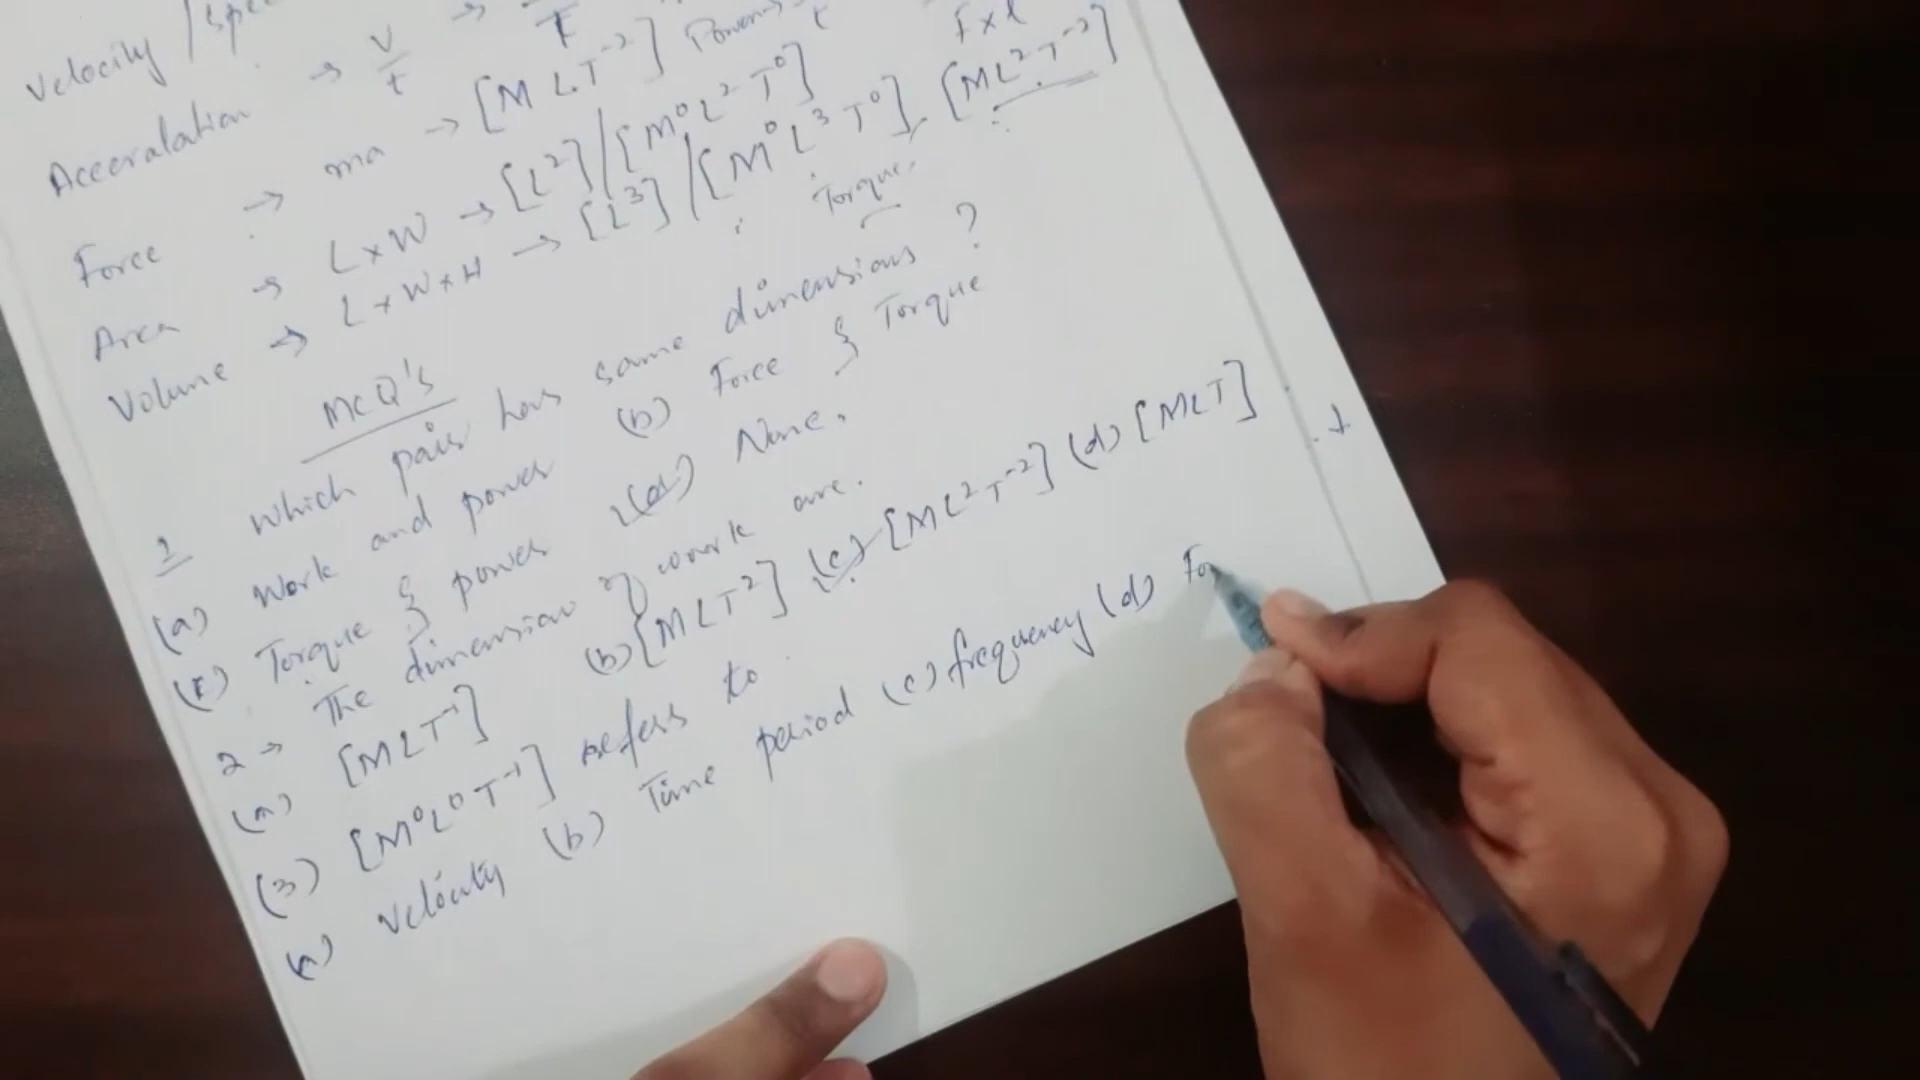 Velocity / Spe
Acceralation → V/t →
Force → ma → [M L T⁻²] Power→
Area → L×W → [L²]/[M⁰ L² T⁰]
Volume → L×W×H → [L³]/[M⁰ L³ T⁰]
F×d
[ML²T⁻²]
Torque.
MCQ's
1 which pair has same dimensions ?
(a) Work and power (b) Force & Torque
(c) Torque & power (d) None.
2→ The dimension of work are.
(a) [MLT⁻¹] (b) [MLT²] (c) [ML²T⁻²] (d) [MLT]
(3) [M⁰L⁰T⁻¹] refers to
(a) velocity (b) Time period (c) frequency (d) Fo